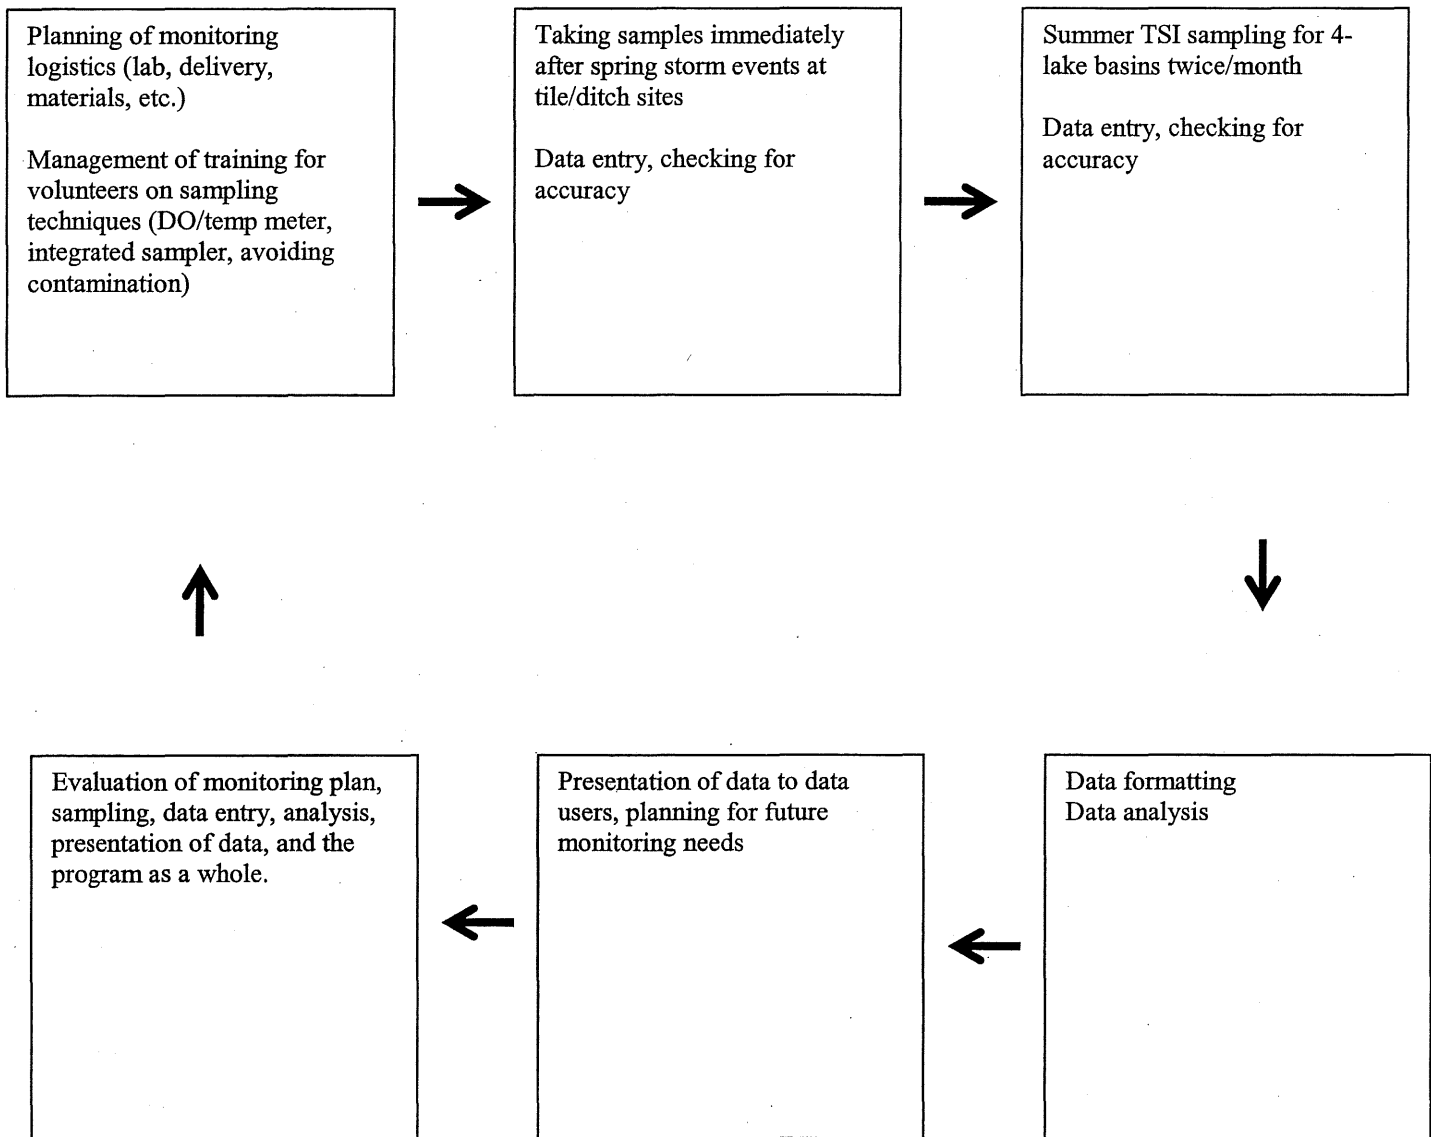 Planning of monitoring
logistics (lab, delivery,
materials, etc.)
Management of training for
volunteers on sampling
techniques (DO/temp meter,
integrated sampler, avoiding
contamination)
Taking samples immediately
after spring storm events at
tile/ditch sites
Data entry, checking for
accuracy
Summer TSI sampling for 4-
lake basins twice/month
Data entry, checking for
accuracy
Data formatting
Data analysis
Presentation of data to data
users, planning for future
monitoring needs
Evaluation of monitoring plan,
sampling, data entry, analysis,
presentation of data, and the
program as a whole.